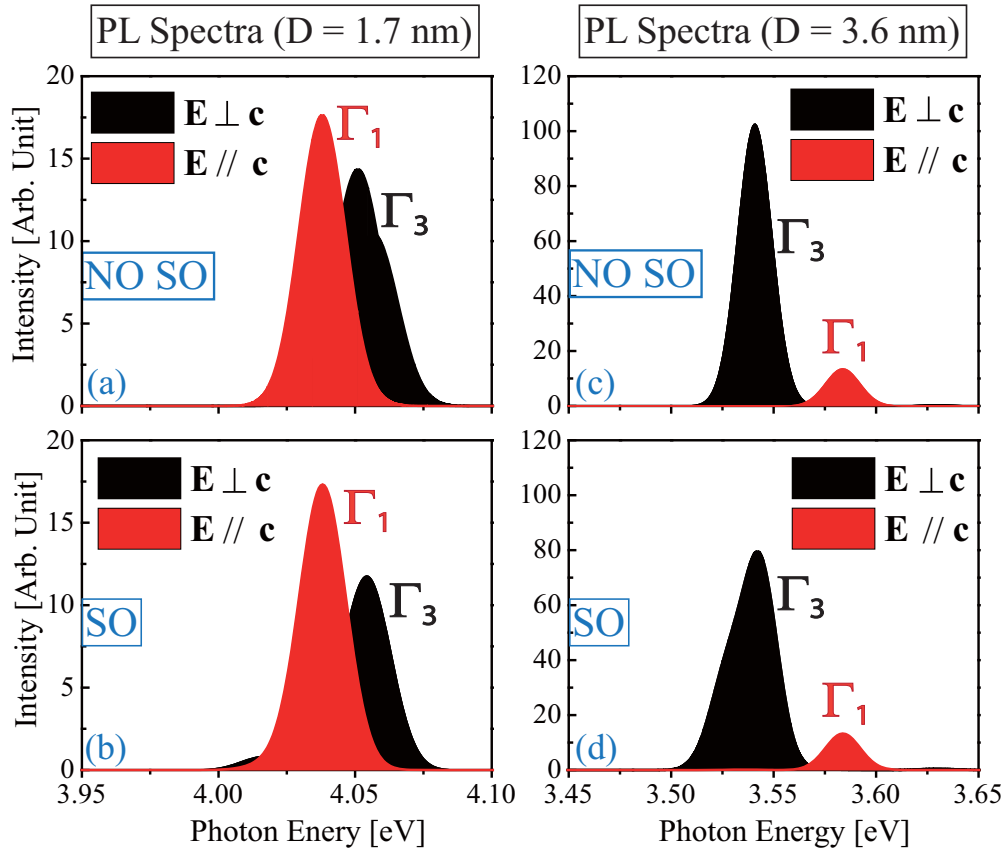 PL Spectra (D = 1.7 nm)
PL Spectra (D = 3.6 nm)
Intensity [Arb. Unit]
20
15
10
5
0
E ⊥ c
E // c
Γ1
Γ3
NO SO
(a)
120
100
80
60
40
20
0
E ⊥ c
E // c
Γ3
Γ1
NO SO
(c)
Intensity [Arb. Unit]
20
15
10
5
0
E ⊥ c
E // c
Γ1
Γ3
SO
(b)
3.95 4.00 4.05 4.10
Photon Enery [eV]
120
100
80
60
40
20
0
E ⊥ c
E // c
Γ3
Γ1
SO
(d)
3.45 3.50 3.55 3.60 3.65
Photon Energy [eV]